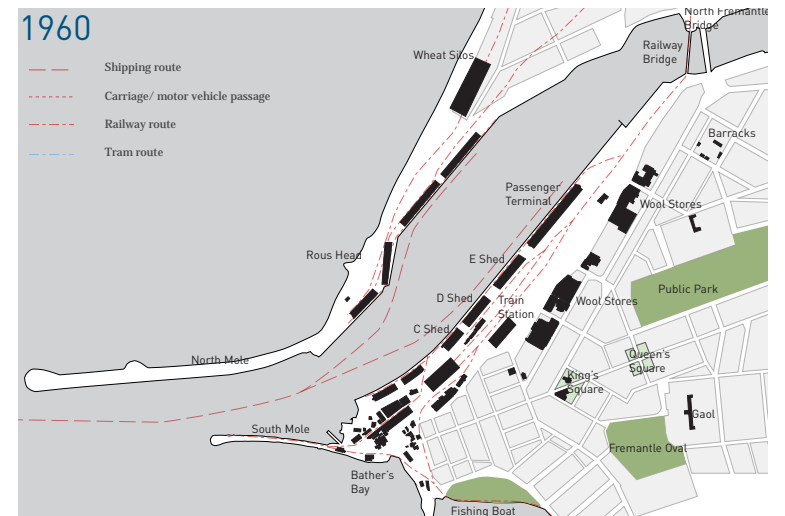 1960
Shipping route
Carriage/ motor vehicle passage
Railway route
Tram route
North Fremantle
Bridge
Railway
Bridge
Wheat Silos
Barracks
Passenger
Terminal
Wool Stores
Rous Head
E Shed
Public Park
D Shed
Train
Station
Wool Stores
C Shed
North Mole
Queen's
Square
King's
Square
Gaol
South Mole
Fremantle Oval
Bather's
Bay
Fishing Boat